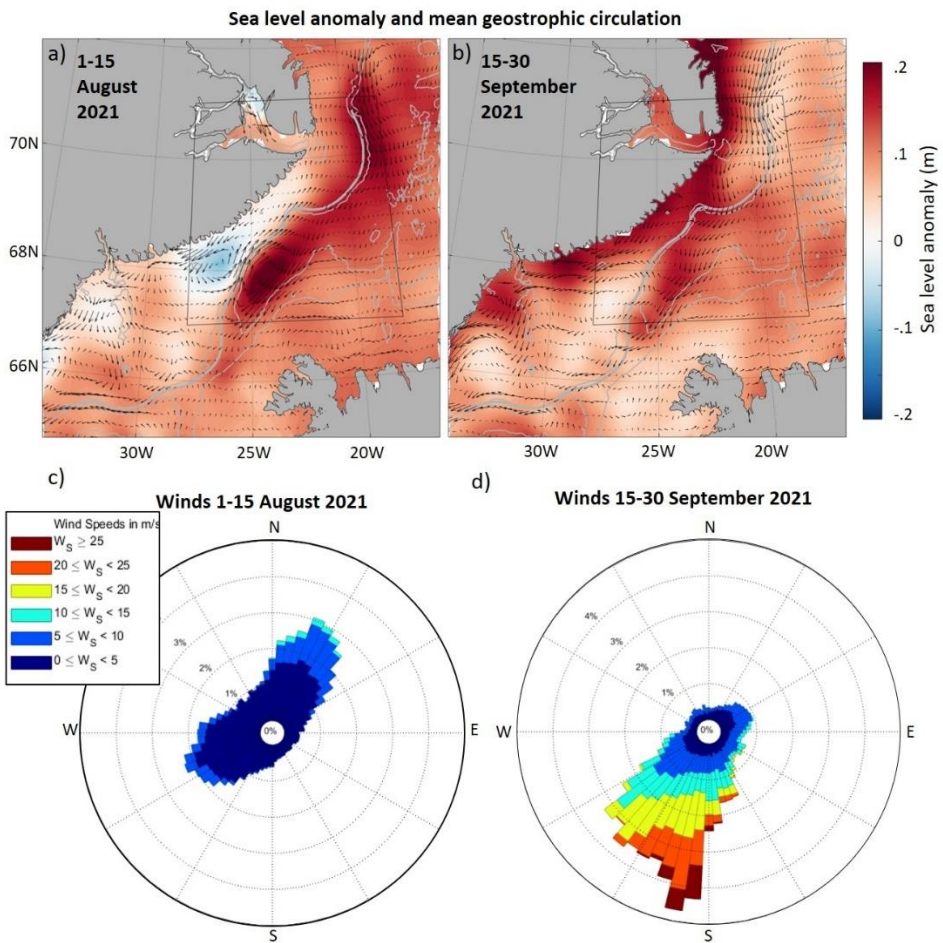 Sea level anomaly and mean geostrophic circulation
a) 1-15 August 2021
b) 15-30 September 2021
70N
68N
66N
30W 25W 20W
30W 25W 20W
.2
.1
0
-.1
-.2
Sea level anomaly (m)
c)
Winds 1-15 August 2021
d)
Winds 15-30 September 2021
Wind Speeds in m/s
W_S ≥ 25
20 ≤ W_S < 25
15 ≤ W_S < 20
10 ≤ W_S < 15
5 ≤ W_S < 10
0 ≤ W_S < 5
N
3%
2%
1%
0%
W
E
S
N
4%
3%
2%
1%
0%
W
E
S